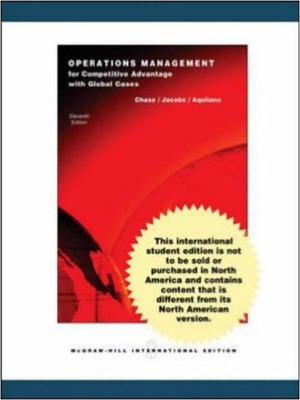 OPERATIONS MANAGEMENT
for Competitive Advantage
with Global Cases
Chase / Jacobs / Aquilano
Eleventh
Edition
This international
student edition is not
to be sold or
purchased in North
America and contains
content that is
different from its
North American
version.
McGRAW-HILL INTERNATIONAL EDITION